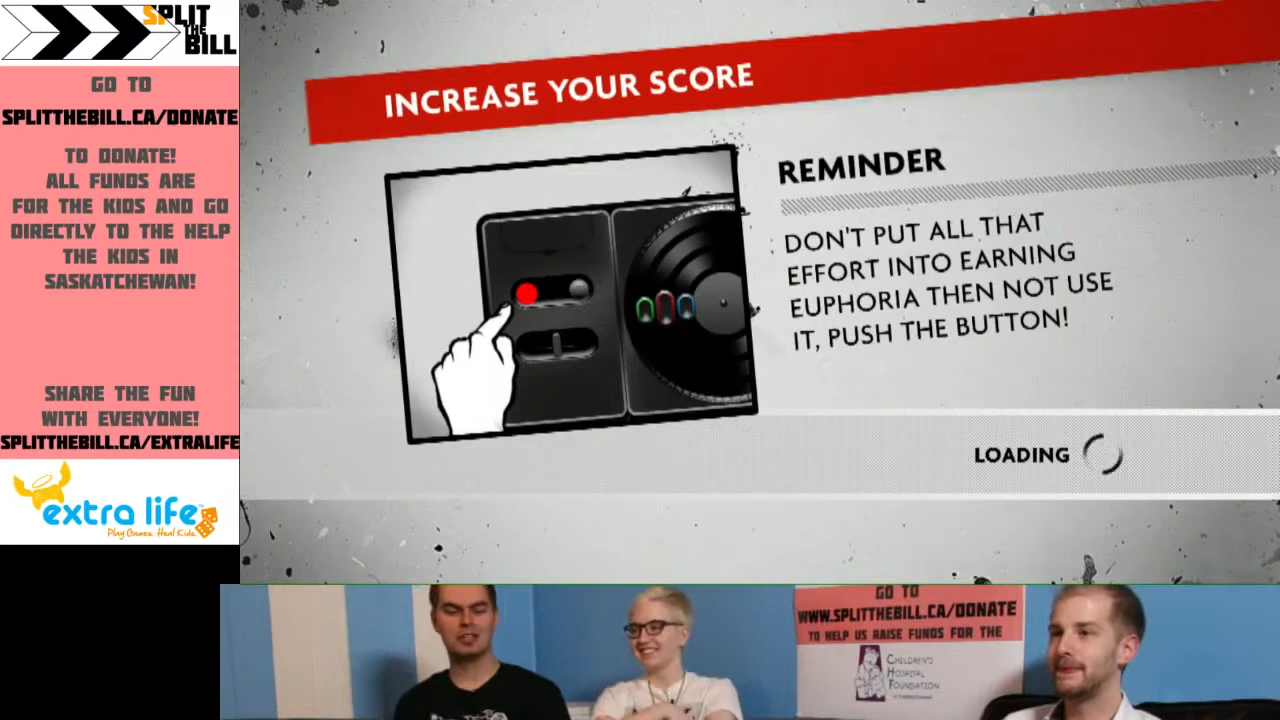 SPLIT
THE
BILL
GO TO
SPLITTHEBILL.CA/DONATE
TO DONATE!
ALL FUNDS ARE
FOR THE KIDS AND GO
DIRECTLY TO THE HELP
THE KIDS IN
SASKATCHEWAN!
SHARE THE FUN
WITH EVERYONE!
SPLITTHEBILL.CA/EXTRALIFE
extra life
Play Games. Heal Kids.
INCREASE YOUR SCORE
REMINDER
DON'T PUT ALL THAT
EFFORT INTO EARNING
EUPHORIA THEN NOT USE
IT, PUSH THE BUTTON!
LOADING
GO TO
WWW.SPLITTHEBILL.CA/DONATE
TO HELP US RAISE FUNDS FOR THE
CHILDREN'S
HOSPITAL
FOUNDATION